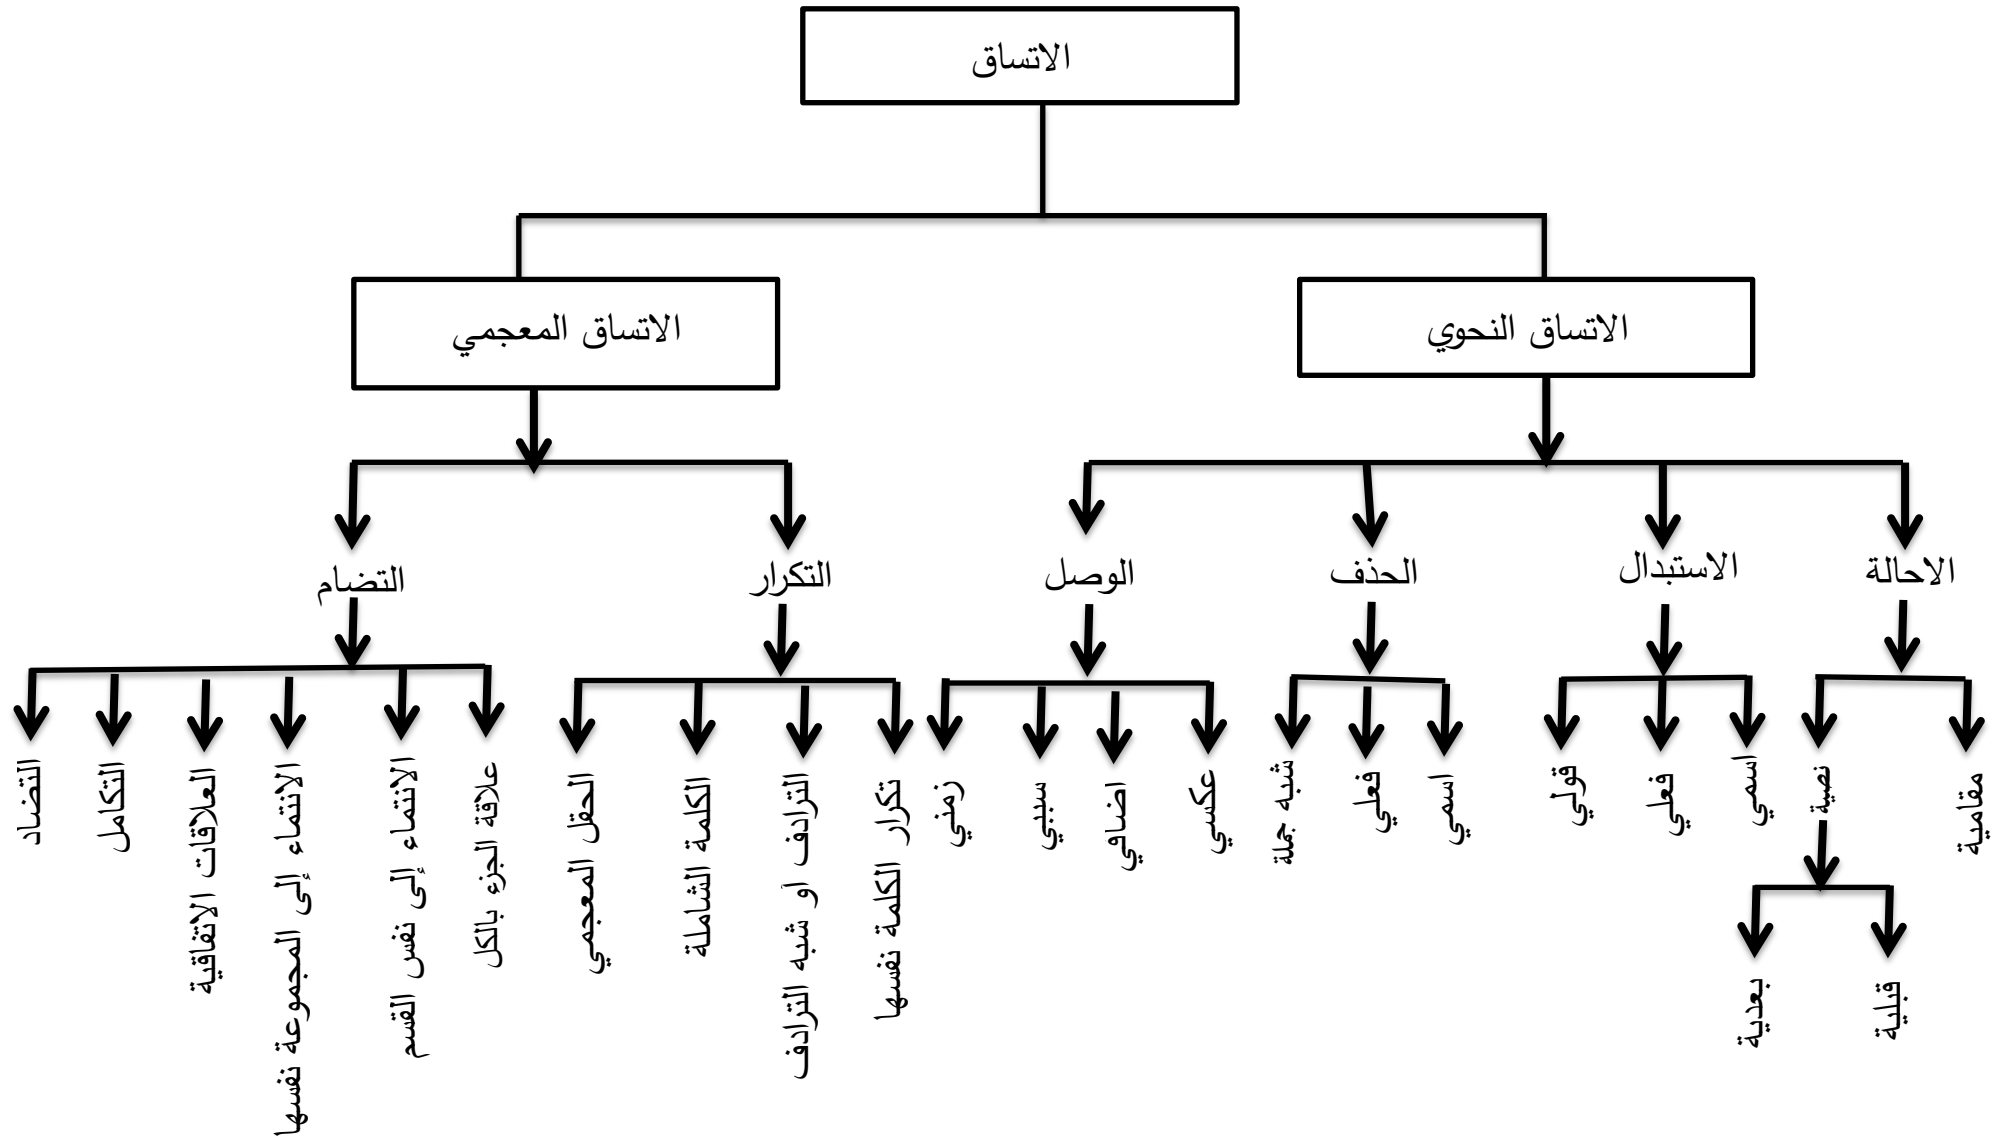 الاتساق
الاتساق النحوي
الاتساق المعجمي
الاحالة
الاستبدال
الحذف
الوصل
التكرار
التضام
مقامية
نصية
اسمي
فعلي
قولي
اسمي
فعلي
شبه جملة
عكسي
اضافي
سببي
زمني
تكرار الكلمة نفسها
الترادف او شبه الترادف
الكلمة الشاملة
الحقل المعجمي
علاقة الجزء بالكل
الانتماء إلى نفس القسم
الانتماء إلى المجموعة نفسها
العلاقات الاتفاقية
التكامل
التضاد
قبلية
بعدية